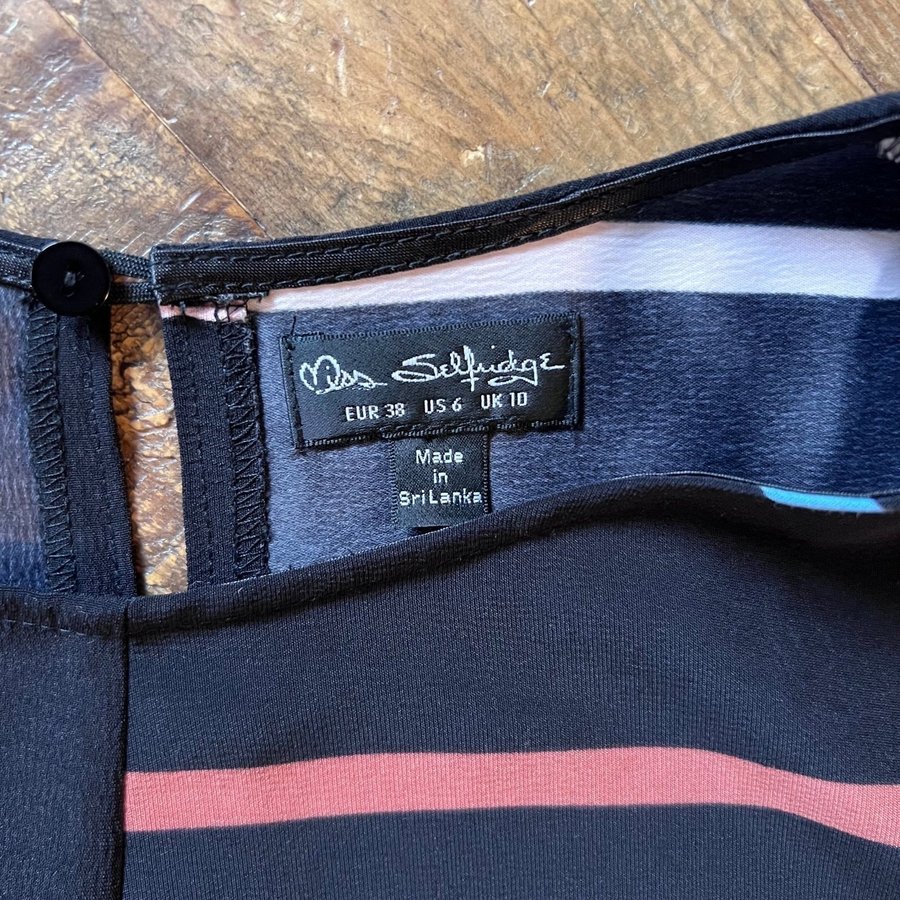 Miss Selfridge
EUR 38 US 6 UK 10
Made
in
Sri Lanka